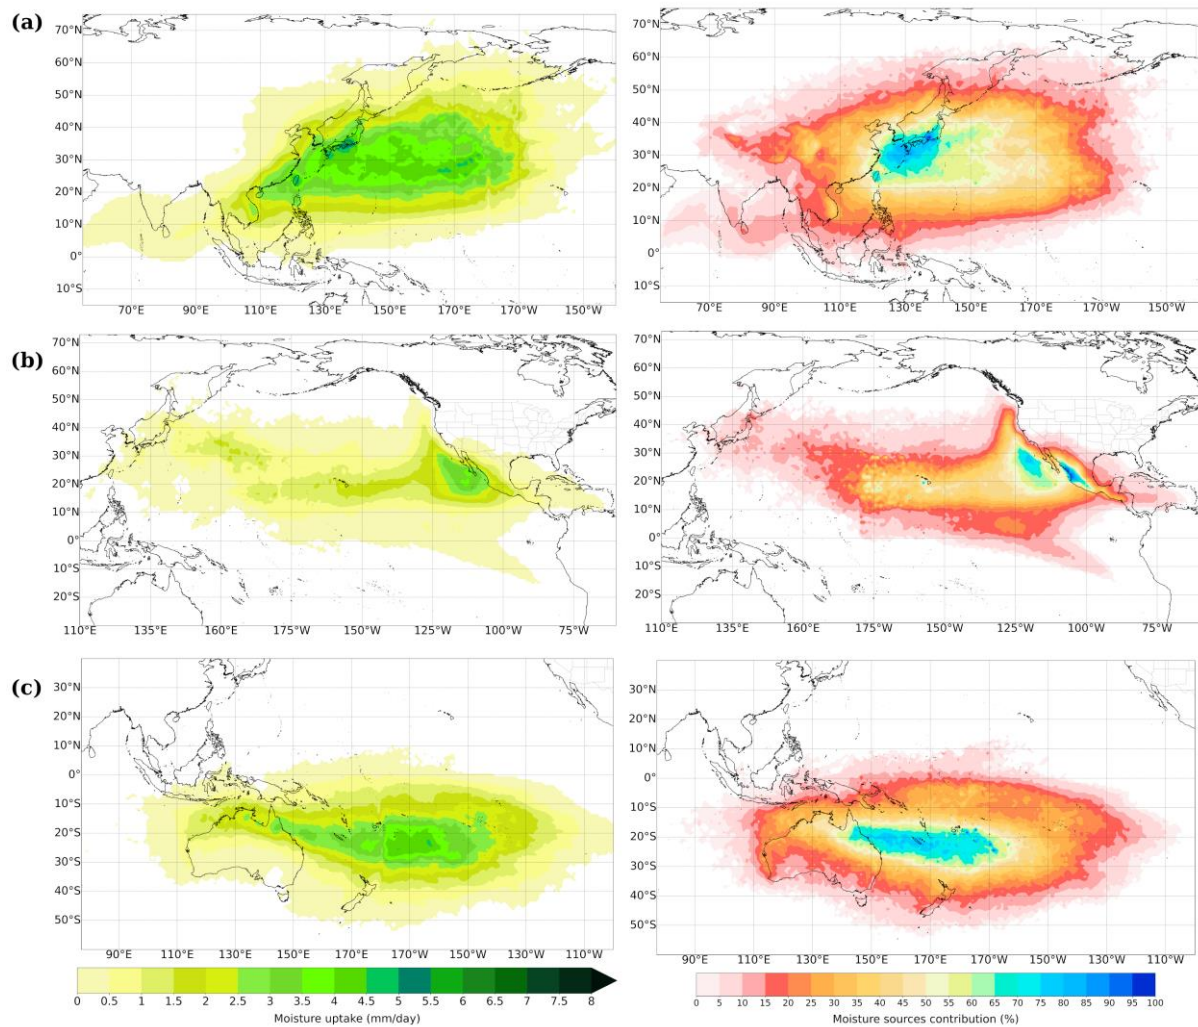 (a)
70°N
60°N
50°N
40°N
30°N
20°N
10°N
0°
10°S
70°E 90°E 110°E 130°E 150°E 170°E 170°W 150°W
70°N
60°N
50°N
40°N
30°N
20°N
10°N
0°
10°S
70°E 90°E 110°E 130°E 150°E 170°E 170°W 150°W
(b)
70°N
60°N
50°N
40°N
30°N
20°N
10°N
0°
10°S
20°S
110°E 135°E 160°E 175°W 150°W 125°W 100°W 75°W
70°N
60°N
50°N
40°N
30°N
20°N
10°N
0°
10°S
20°S
110°E 135°E 160°E 175°W 150°W 125°W 100°W 75°W
(c)
30°N
20°N
10°N
0°
10°S
20°S
30°S
40°S
50°S
90°E 110°E 130°E 150°E 170°E 170°W 150°W 130°W 110°W
30°N
20°N
10°N
0°
10°S
20°S
30°S
40°S
50°S
90°E 110°E 130°E 150°E 170°E 170°W 150°W 130°W 110°W
0 0.5 1 1.5 2 2.5 3 3.5 4 4.5 5 5.5 6 6.5 7 7.5 8
Moisture uptake (mm/day)
0 5 10 15 20 25 30 35 40 45 50 55 60 65 70 75 80 85 90 95 100
Moisture sources contribution (%)